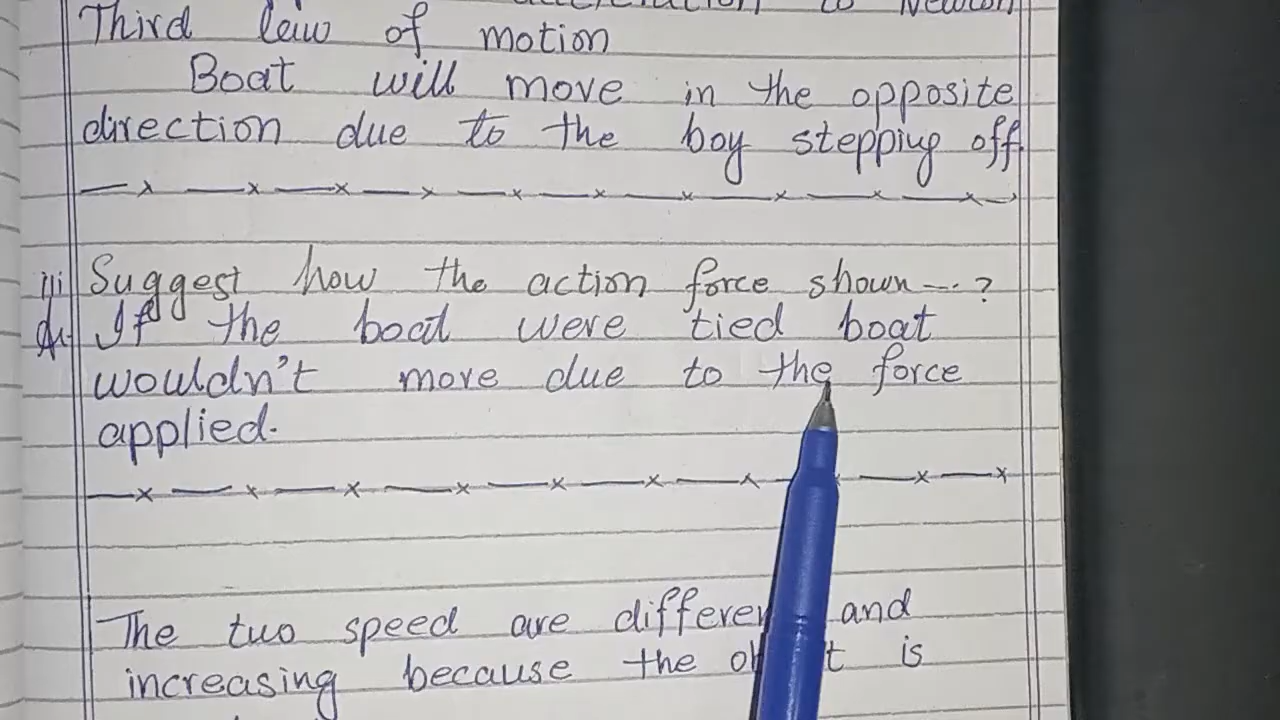 to Newton
Third law of motion
Boat will move in the opposite
direction due to the boy stepping off
iii Suggest how the action force shown---?
A. If the boat were tied boat
wouldn't move due to the force
applied.
The two speed are and
increasing because the is